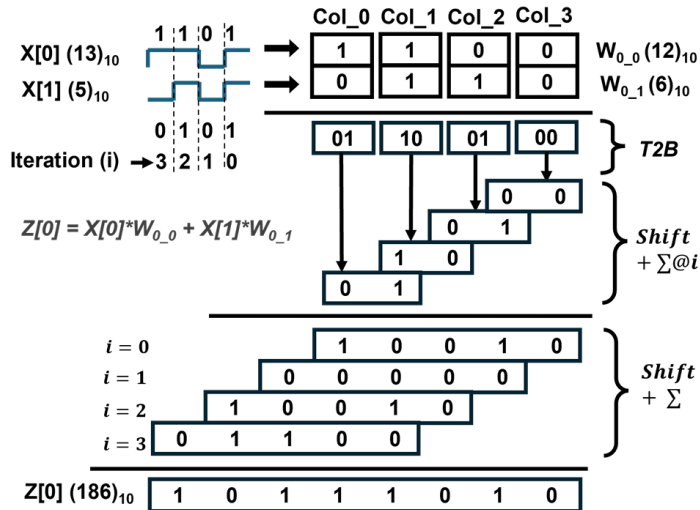 Col_0 Col_1 Col_2 Col_3
1 1 0 1
X[0] (13)₁₀ 1 1 0 0 W₀_₀ (12)₁₀
X[1] (5)₁₀ 0 1 1 0 W₀_₁ (6)₁₀
0 1 0 1
01 10 01 00 T2B
Iteration (i) 3 2 1 0
0 0
Z[0] = X[0]*W₀_₀ + X[1]*W₀_₁ 0 1 Shift
1 0 + ∑@i
0 1
i = 0 1 0 0 1 0
i = 1 0 0 0 0 0 Shift
i = 2 1 0 0 1 0 + ∑
i = 3 0 1 1 0 0
Z[0] (186)₁₀ 1 0 1 1 1 0 1 0